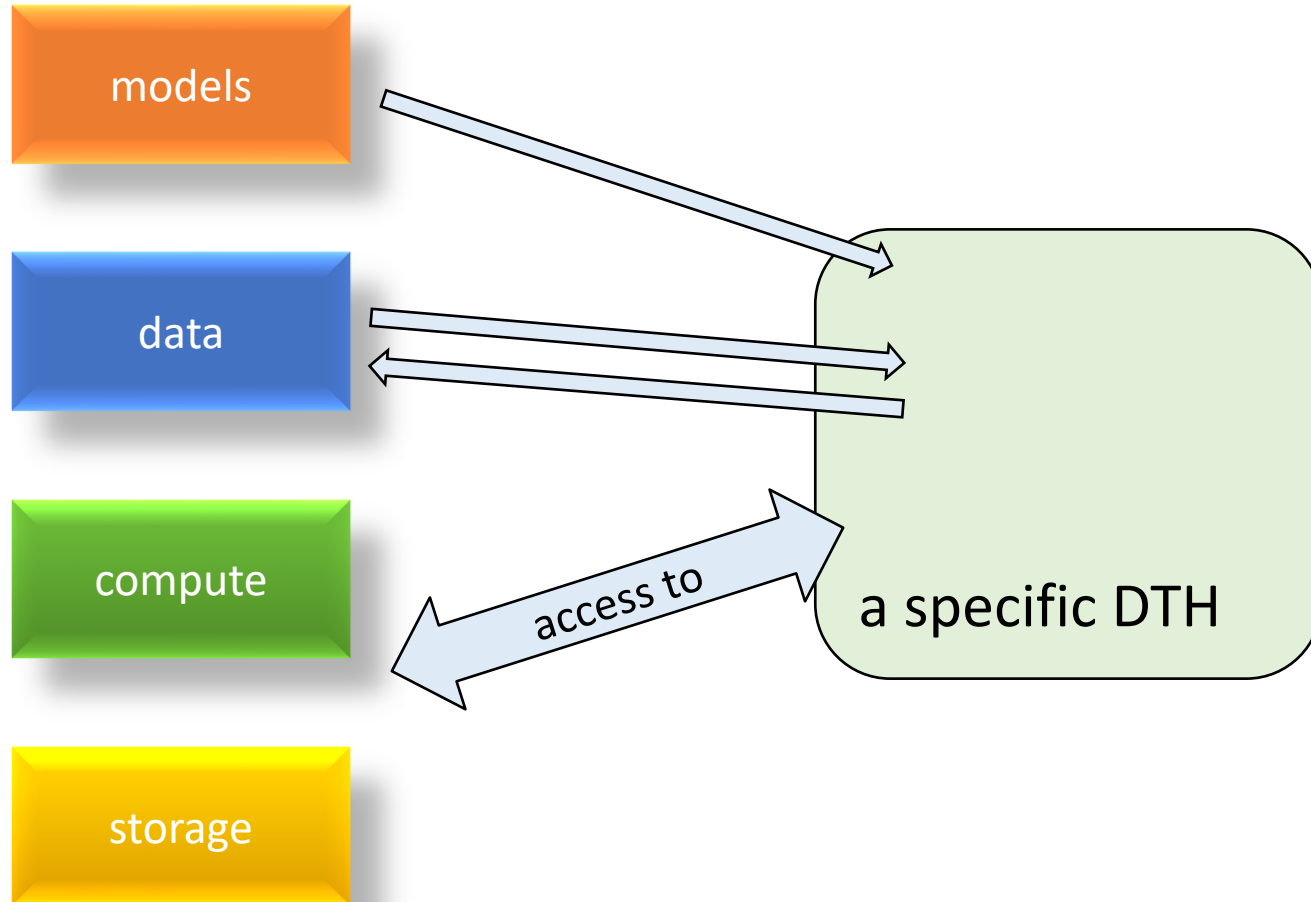 models
data
compute
access to
a specific DTH
storage